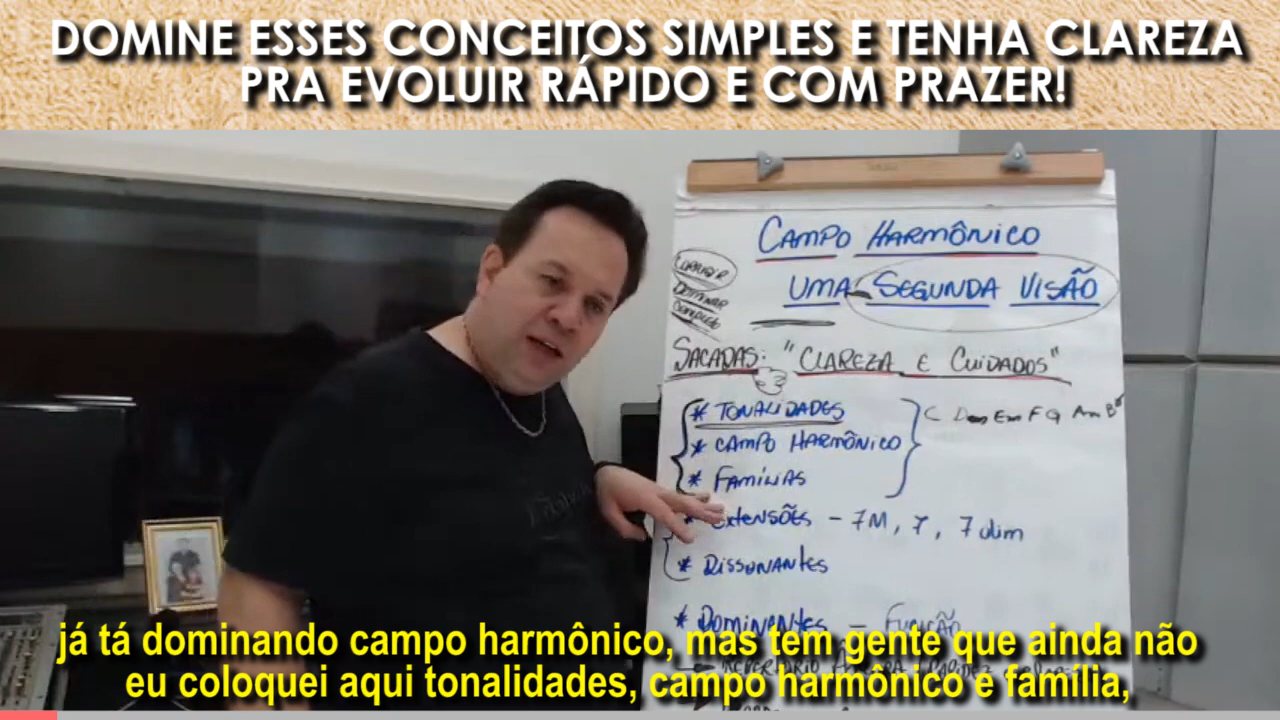 DOMINE ESSES CONCEITOS SIMPLES E TENHA CLAREZA
PRA EVOLUIR RÁPIDO E COM PRAZER!
CAMPO HARMÔNICO
UMA SEGUNDA VISÃO
DOMINAR
SACADAS: "CLAREZA E CUIDADOS"
* TONALIDADES
C Dm Em F G Am
* CAMPO HARMÔNICO
* FAMÍLIAS
* EXTENSÕES - 7M, 7, 7dim
* DISSONANTES
* DOMINANTES - FUNÇÃO
REPERTÓRIO
já tá dominando campo harmônico, mas tem gente que ainda não
eu coloquei aqui tonalidades, campo harmônico e família,